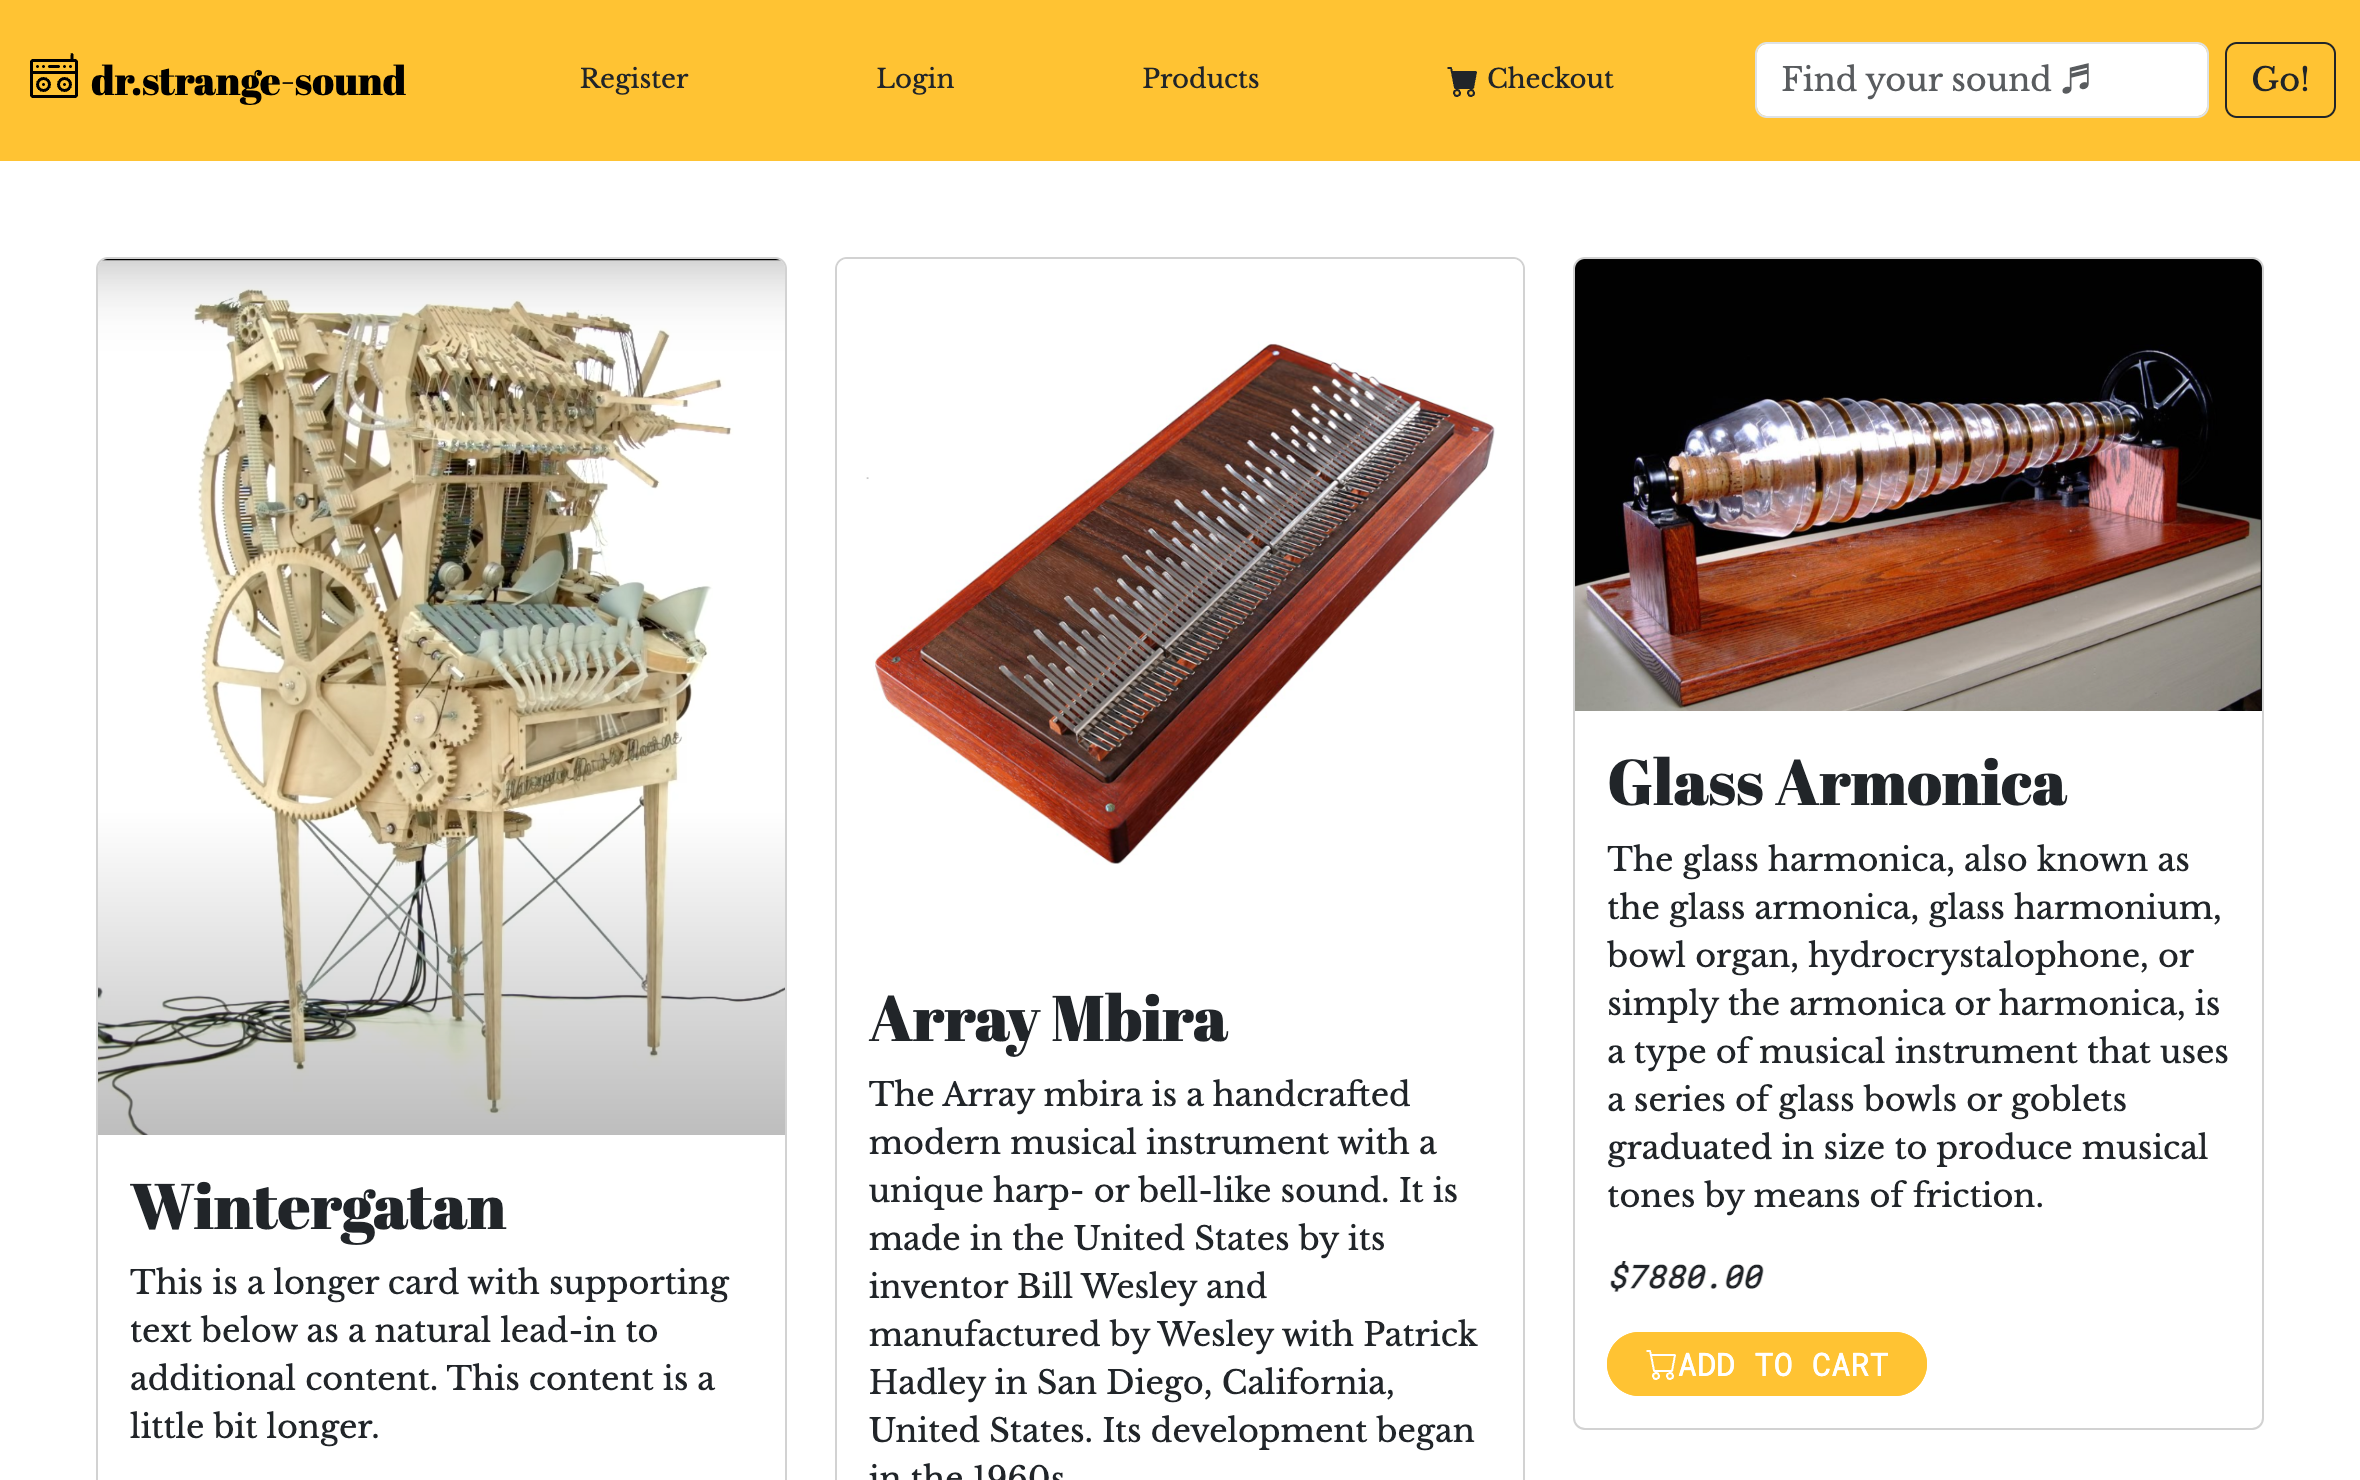 dr.strange-sound
Register
Login
Products
Checkout
Find your sound 🎵
Go!
Wintergatan Marble Machine
Wintergatan
This is a longer card with supporting
text below as a natural lead-in to
additional content. This content is a
little bit longer.
Array Mbira
The Array mbira is a handcrafted
modern musical instrument with a
unique harp- or bell-like sound. It is
made in the United States by its
inventor Bill Wesley and
manufactured by Wesley with Patrick
Hadley in San Diego, California,
United States. Its development began
in the 1960s
Glass Armonica
The glass harmonica, also known as
the glass armonica, glass harmonium,
bowl organ, hydrocrystalophone, or
simply the armonica or harmonica, is
a type of musical instrument that uses
a series of glass bowls or goblets
graduated in size to produce musical
tones by means of friction.
$7880.00
ADD TO CART